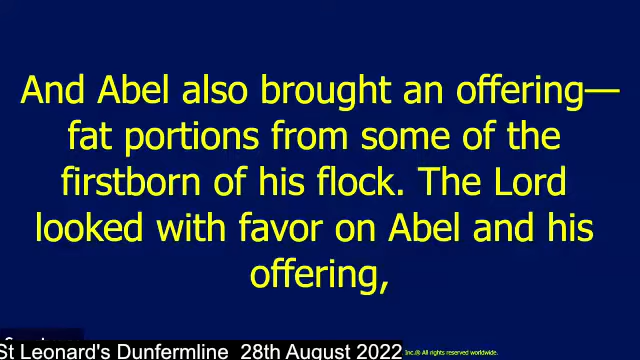 And Abel also brought an offering—
fat portions from some of the
firstborn of his flock. The Lord
looked with favor on Abel and his
offering,
St Leonard's Dunfermline 28th August 2022
Inc.® All rights reserved worldwide.